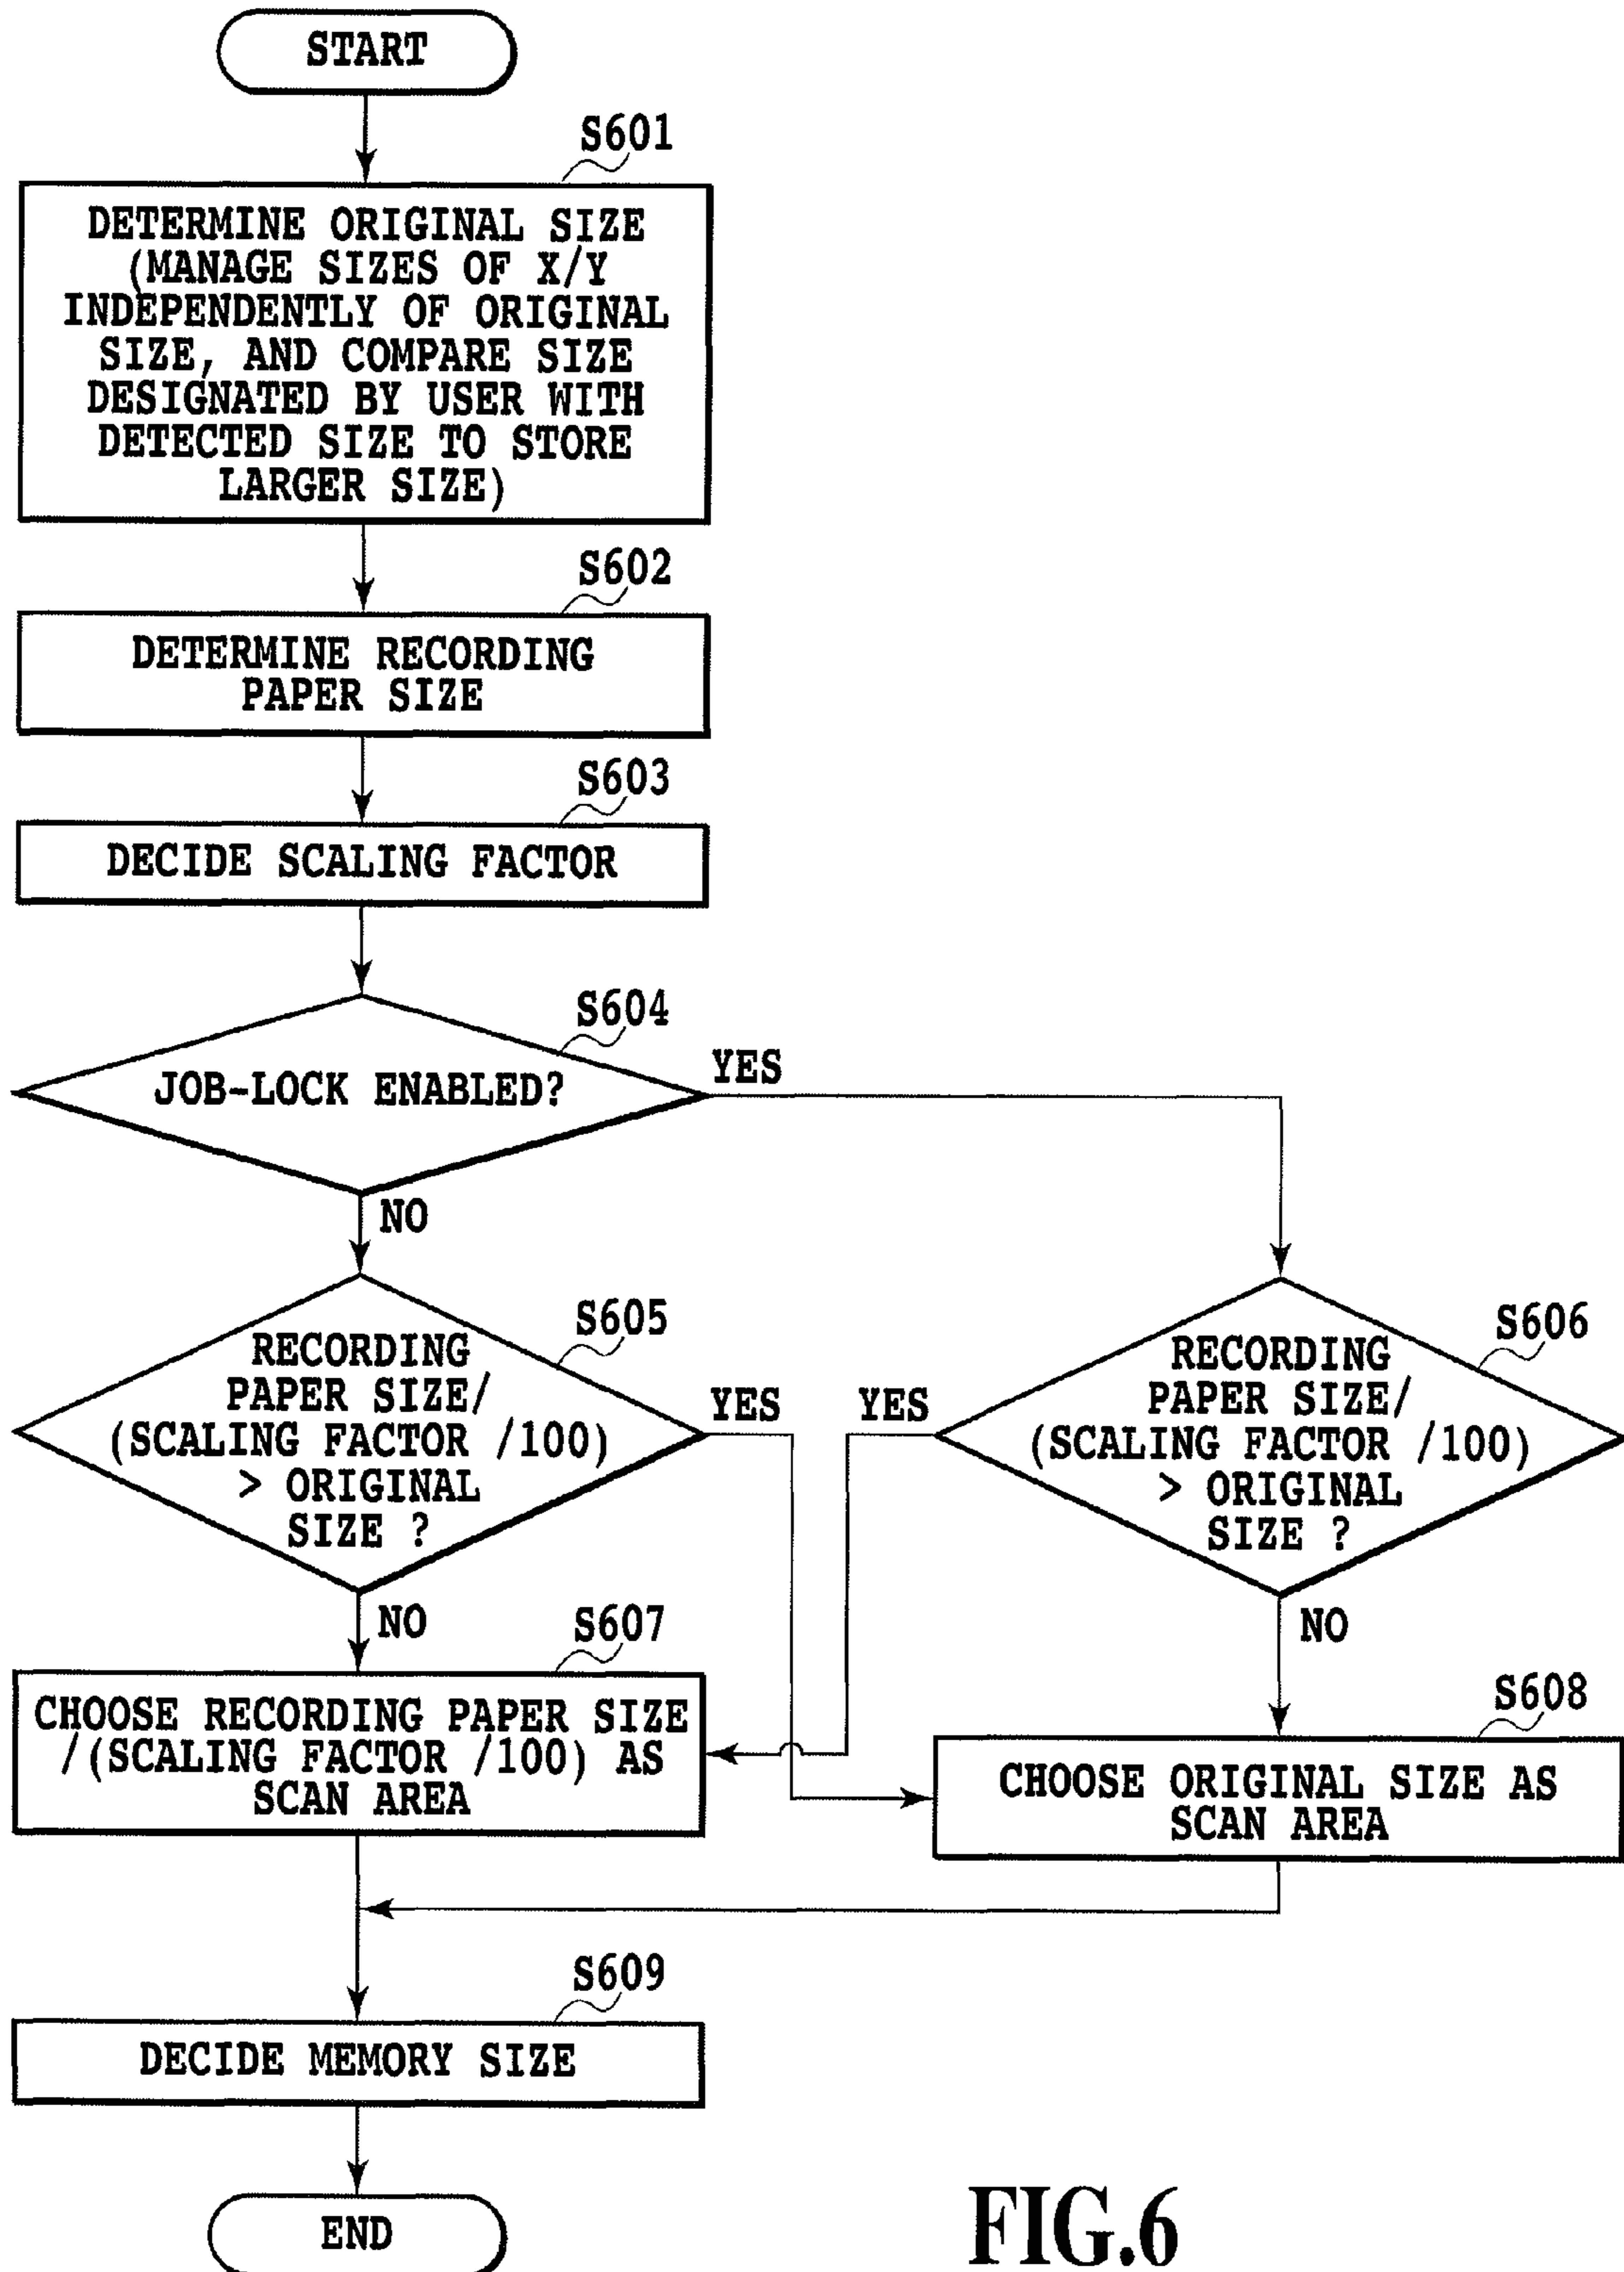 START
S601
DETERMINE ORIGINAL SIZE
(MANAGE SIZES OF X/Y
INDEPENDENTLY OF ORIGINAL
SIZE, AND COMPARE SIZE
DESIGNATED BY USER WITH
DETECTED SIZE TO STORE
LARGER SIZE)
S602
DETERMINE RECORDING
PAPER SIZE
S603
DECIDE SCALING FACTOR
S604
JOB-LOCK ENABLED?
YES
NO
S605
RECORDING
PAPER SIZE/
(SCALING FACTOR /100)
> ORIGINAL
SIZE ?
YES
NO
S606
RECORDING
PAPER SIZE/
(SCALING FACTOR /100)
> ORIGINAL
SIZE ?
YES
NO
S607
CHOOSE RECORDING PAPER SIZE
/(SCALING FACTOR /100) AS
SCAN AREA
S608
CHOOSE ORIGINAL SIZE AS
SCAN AREA
S609
DECIDE MEMORY SIZE
END
FIG.6